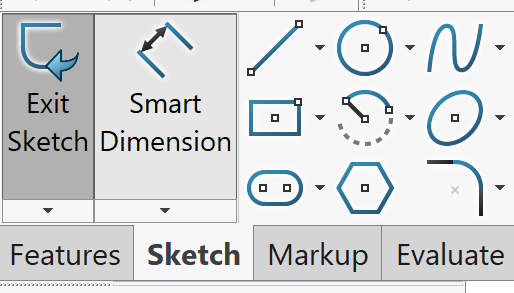 Exit
Sketch
Smart
Dimension
Features
Sketch
Markup
Evaluate